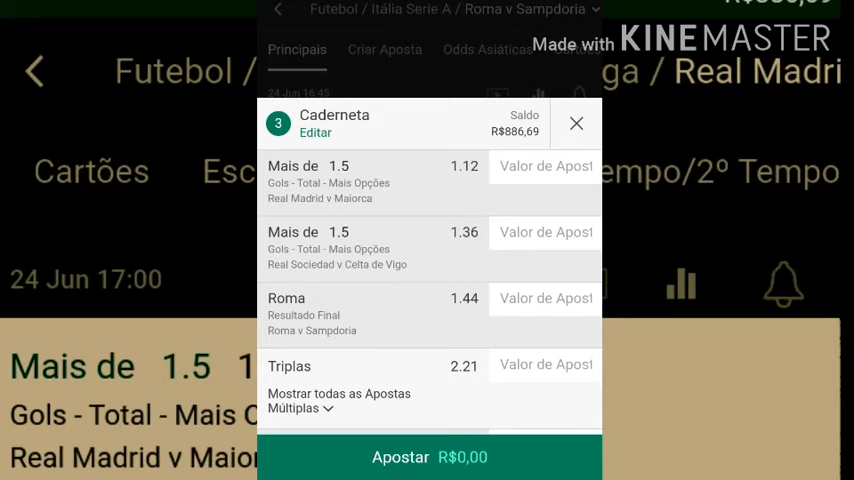 R$886,69
Futebol / Itália Serie A / Roma v Sampdoria
Made with KINEMASTER
Futebol /
ga / Real Madri
Principais Criar Aposta Odds Asiáticas Cartões
24 Jun 16:45
3 Caderneta
Editar
Saldo
R$886,69
Cartões
Esc
empo/2º Tempo
Mais de 1.5 1.12 Valor de Apost
Gols - Total - Mais Opções
Real Madrid v Maiorca
Mais de 1.5 1.36 Valor de Apost
Gols - Total - Mais Opções
Real Sociedad v Celta de Vigo
24 Jun 17:00
Roma 1.44 Valor de Apost
Resultado Final
Roma v Sampdoria
Mais de 1.5 1
Gols - Total - Mais O
Real Madrid v Maior
Triplas 2.21 Valor de Apost
Mostrar todas as Apostas
Múltiplas
Apostar R$0,00